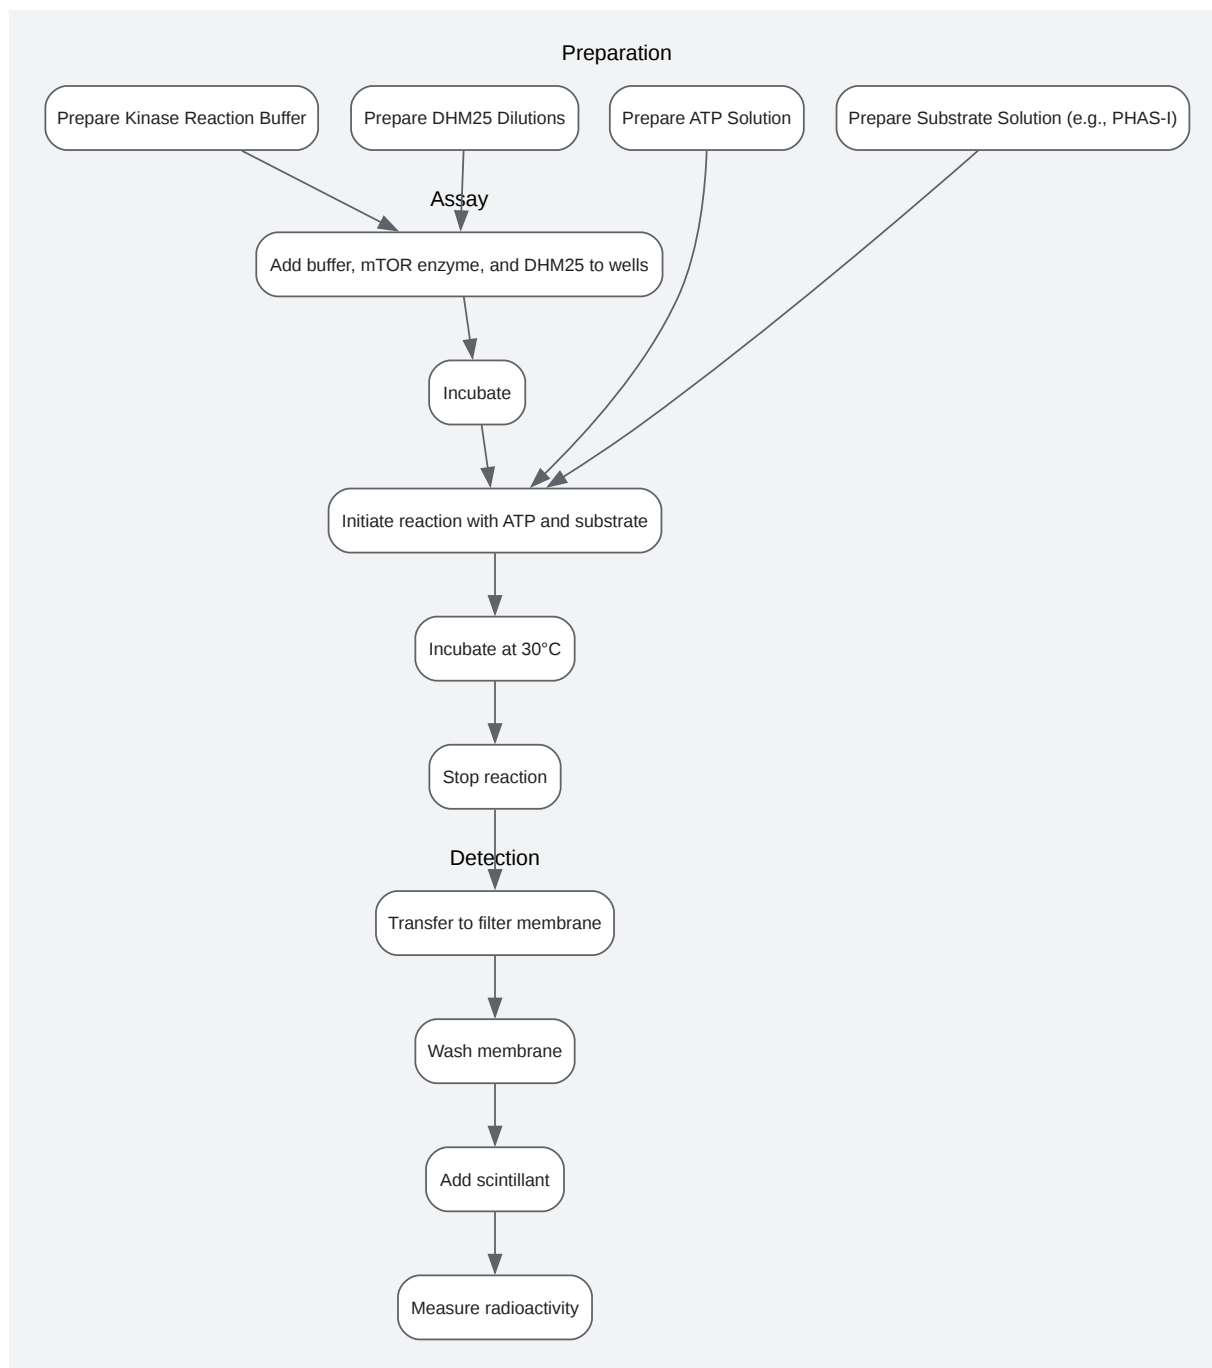 Preparation
Prepare Kinase Reaction Buffer
Prepare DHM25 Dilutions
Prepare ATP Solution
Prepare Substrate Solution (e.g., PHAS-I)
Assay
Add buffer, mTOR enzyme, and DHM25 to wells
Incubate
Initiate reaction with ATP and substrate
Incubate at 30°C
Stop reaction
Detection
Transfer to filter membrane
Wash membrane
Add scintillant
Measure radioactivity